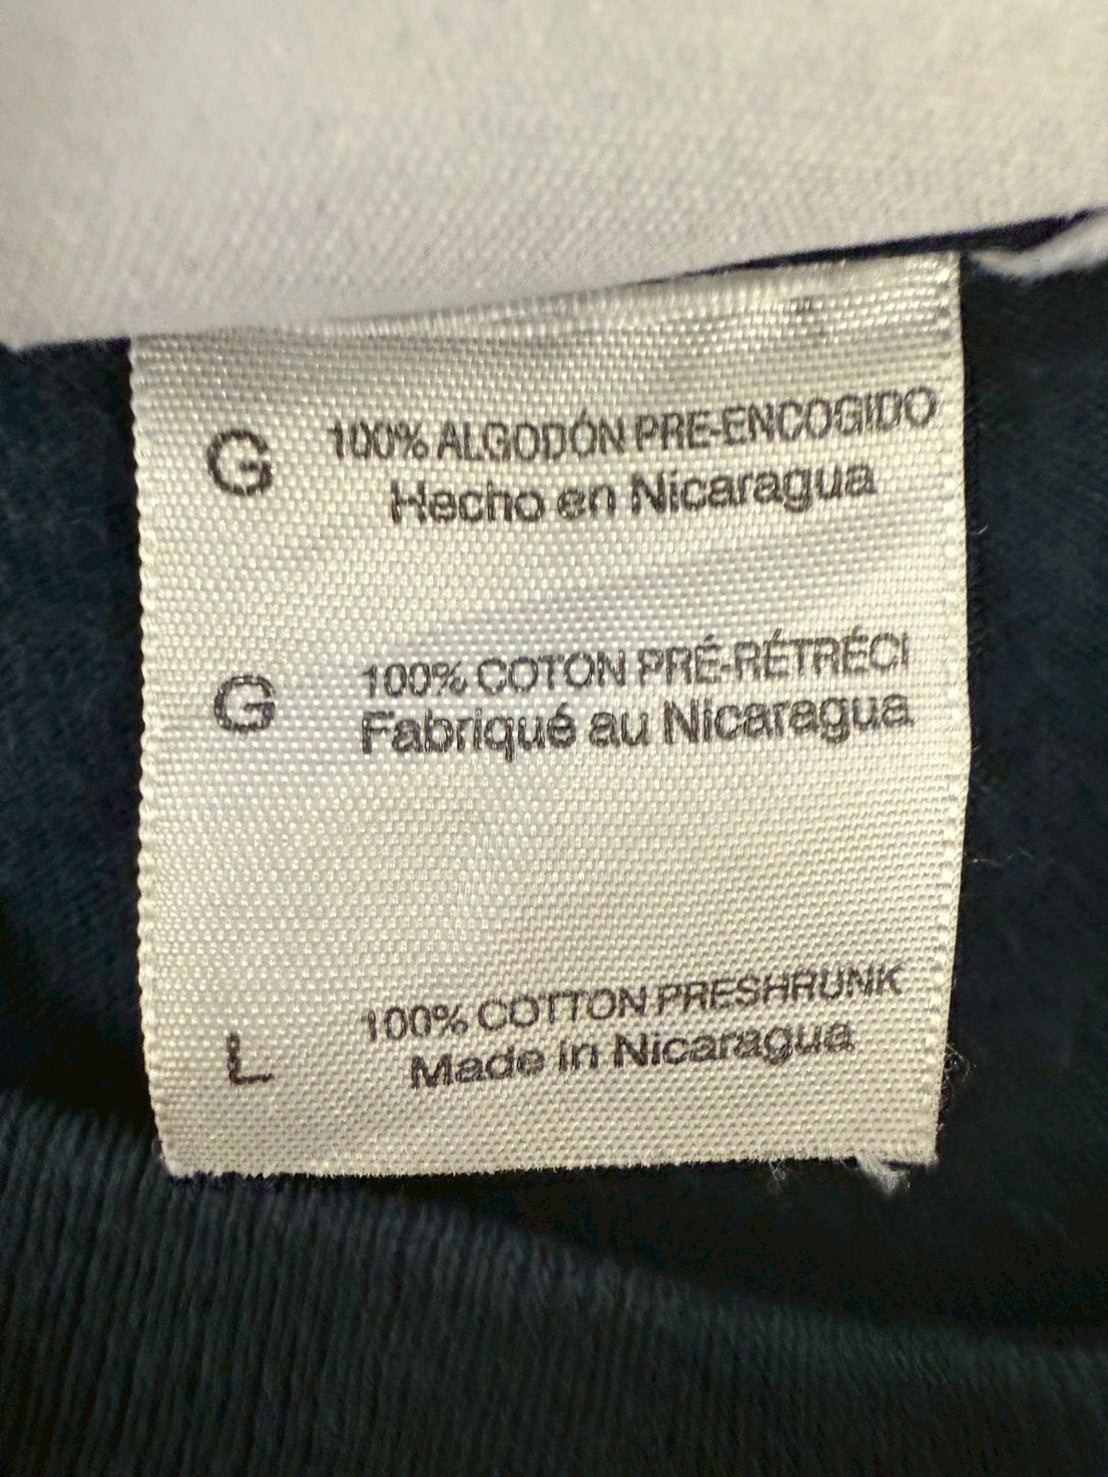 G 100% ALGODÓN PRE-ENCOGIDO
Hecho en Nicaragua
G 100% COTON PRÉ-RÉTRÉCI
Fabriqué au Nicaragua
L 100% COTTON PRESHRUNK
Made in Nicaragua